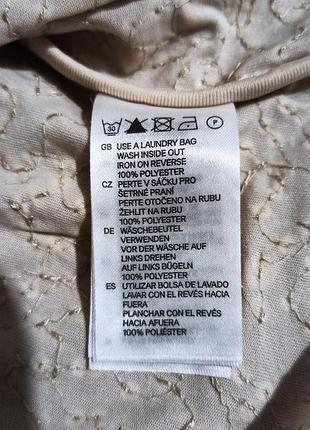 30 P
GB USE A LAUNDRY BAG
WASH INSIDE OUT
IRON ON REVERSE
100% POLYESTER
CZ PERTE V SÁČKU PRO
ŠETRNÉ PRANÍ
PERTE OTOČENO NA RUBU
ŽEHLIT NA RUBU
100% POLYESTER
DE WÄSCHEBEUTEL
VERWENDEN
VOR DER WÄSCHE AUF
LINKS DREHEN
AUF LINKS BÜGELN
100% POLYESTER
ES UTILIZAR BOLSA DE LAVADO
LAVAR CON EL REVÉS HACIA
FUERA
PLANCHAR CON EL REVÉS
HACIA AFUERA
100% POLIÉSTER